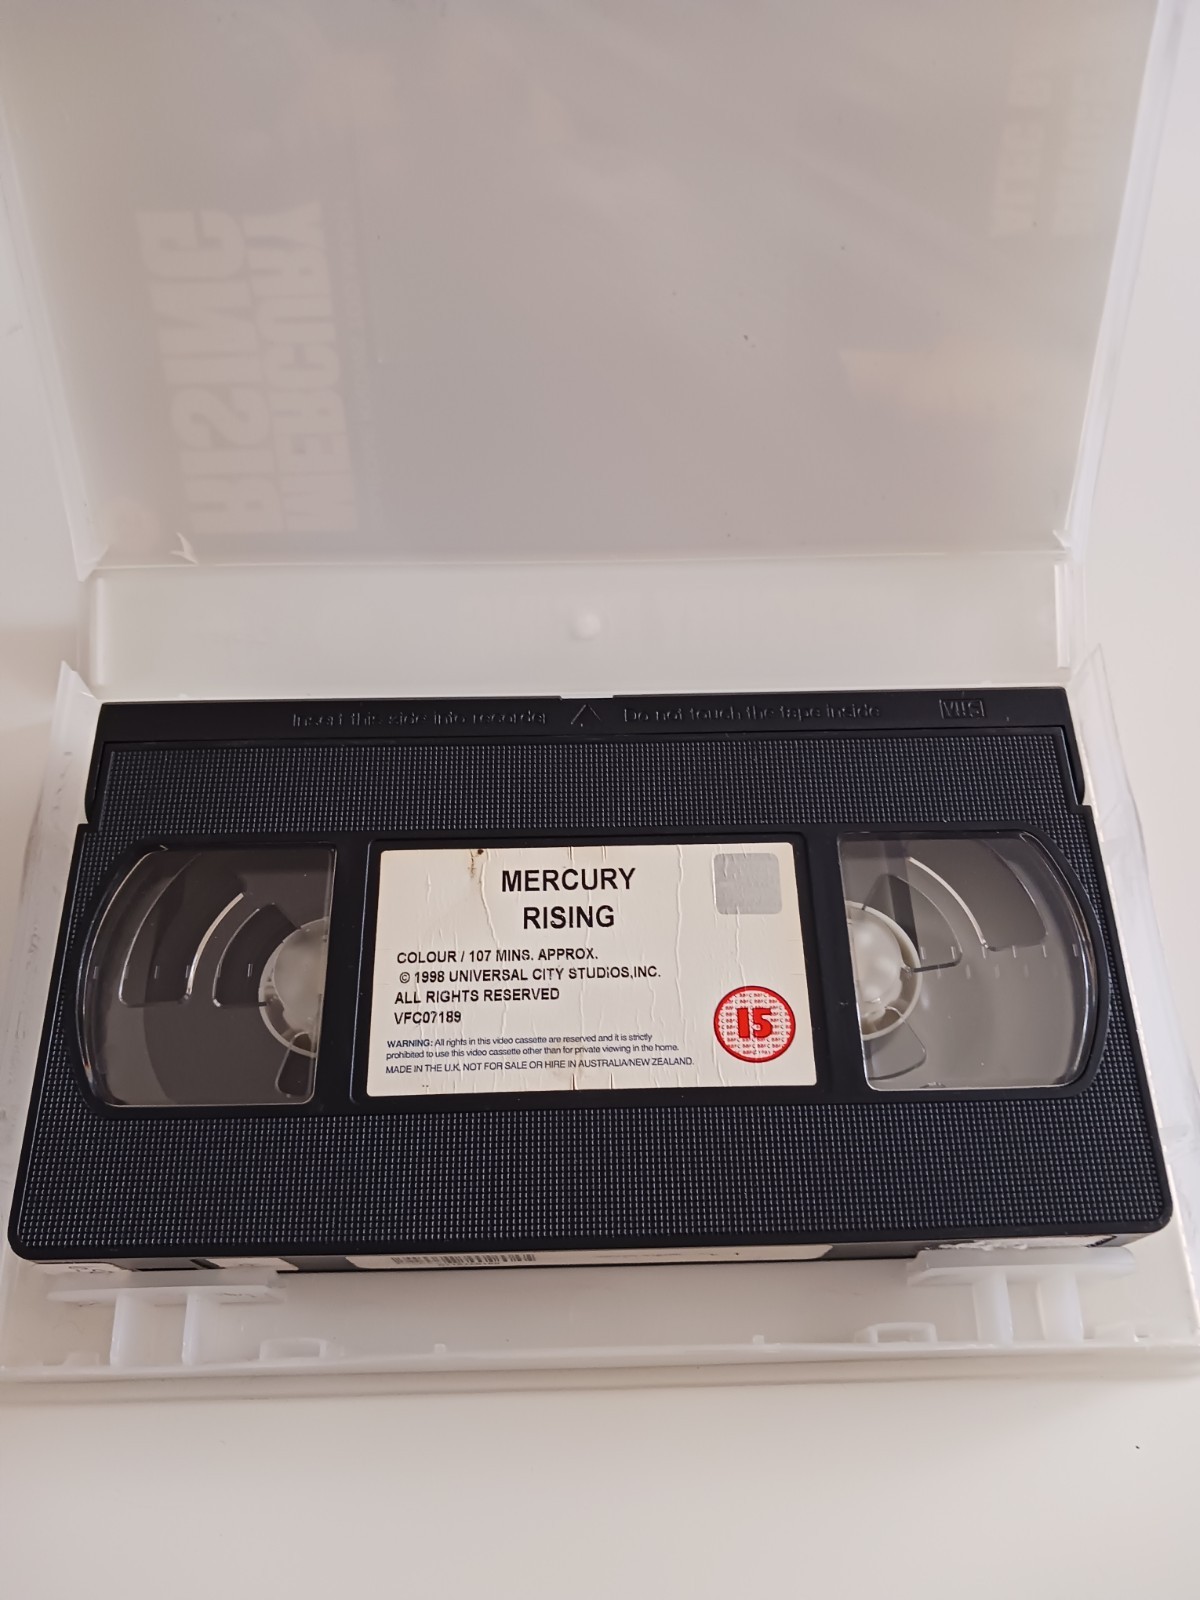 RISING
MERCURY
Insert this side into recorder Do not touch the tape inside VHS
MERCURY
RISING
COLOUR / 107 MINS. APPROX.
© 1998 UNIVERSAL CITY STUDIOS,INC.
ALL RIGHTS RESERVED
VFC07189
15
WARNING: All rights in this video cassette are reserved and it is strictly
prohibited to use this video cassette other than for private viewing in the home.
MADE IN THE U.K. NOT FOR SALE OR HIRE IN AUSTRALIA/NEW ZEALAND.